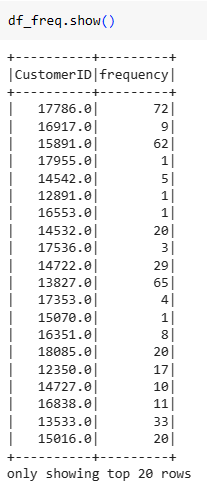 df_freq.show()
+----------+---------+
|CustomerID|frequency|
+----------+---------+
|   17786.0|       72|
|   16917.0|        9|
|   15891.0|       62|
|   17955.0|        1|
|   14542.0|        5|
|   12891.0|        1|
|   16553.0|        1|
|   14532.0|       20|
|   17536.0|        3|
|   14722.0|       29|
|   13827.0|       65|
|   17353.0|        4|
|   15070.0|        1|
|   16351.0|        8|
|   18085.0|       20|
|   12350.0|       17|
|   14727.0|       10|
|   16838.0|       11|
|   13533.0|       33|
|   15016.0|       20|
+----------+---------+
only showing top 20 rows